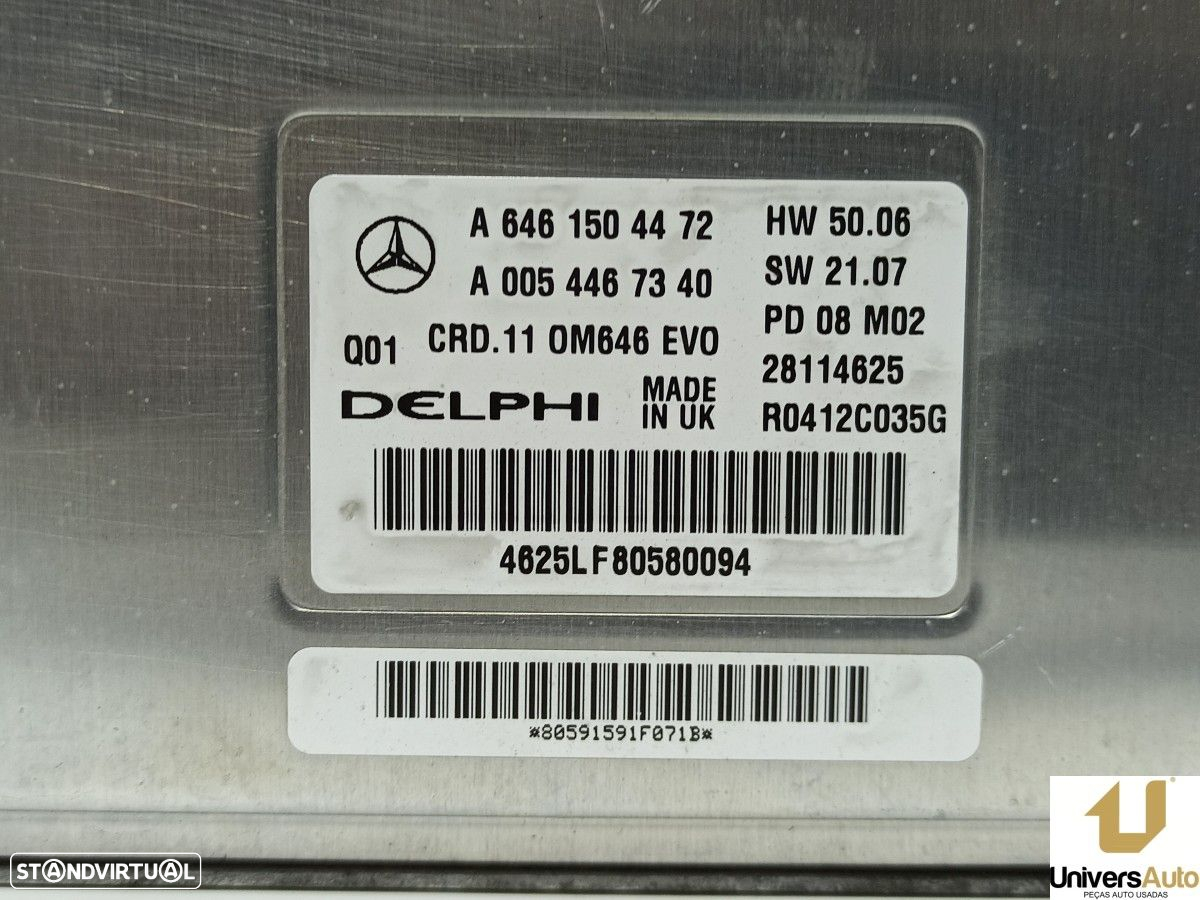 A 646 150 44 72
A 005 446 73 40
Q01 CRD.11 OM646 EVO
DELPHI MADE IN UK
HW 50.06
SW 21.07
PD 08 M02
28114625
R0412C035G
4625LF80580094
*80591591F071B*
STANDVIRTUAL
UniversAuto
PEÇAS AUTO USADAS